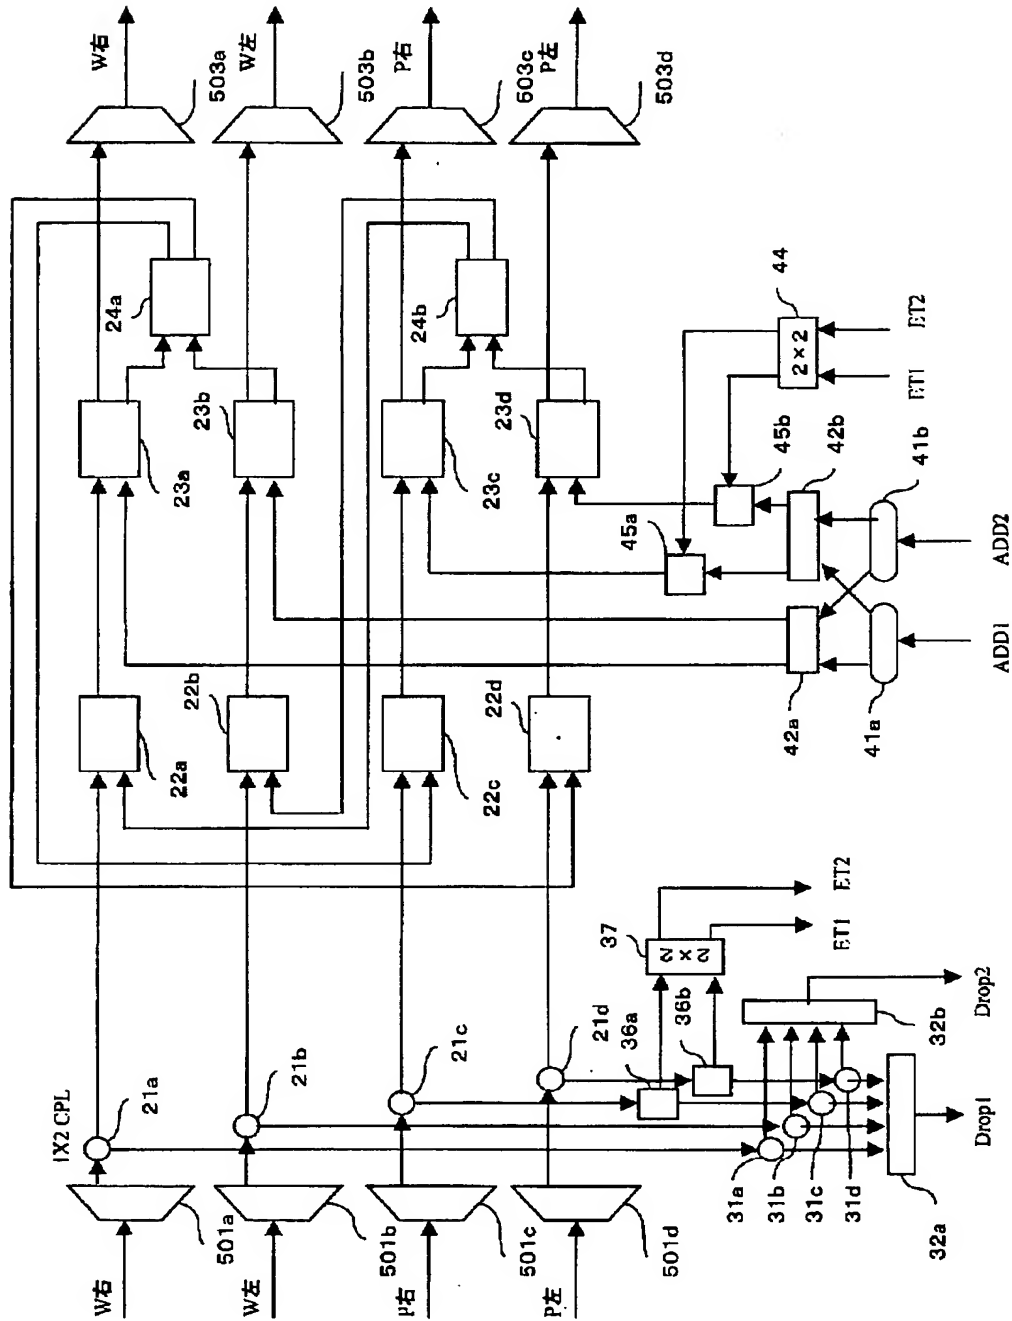 W右
W左
P右
P左
503a
503b
603c
503d
24a
24b
23a
23b
23c
23d
44
2×2
ET2
ET1
45b
42b
41b
45a
ADD2
ADD1
42a
41a
22a
22b
22c
22d
ET2
ET1
37
2×2
36a
36b
Drop2
32b
Drop1
32a
1X2 CPL
21a
21b
21c
21d
31a
31b
31c
31d
501a
501b
501c
501d
W右
W左
P右
P左